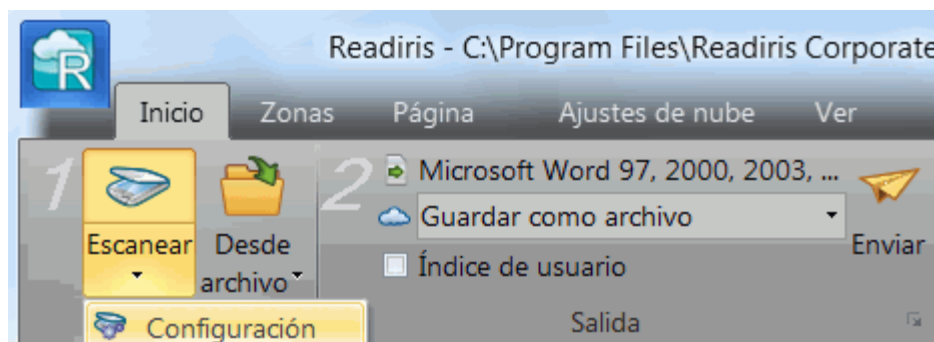 Readiris - C:\Program Files\Readiris Corporate
Inicio Zonas Página Ajustes de nube Ver
1 2
Microsoft Word 97, 2000, 2003, ...
Guardar como archivo
Índice de usuario
Escanear
Desde
archivo
Enviar
Configuración
Salida